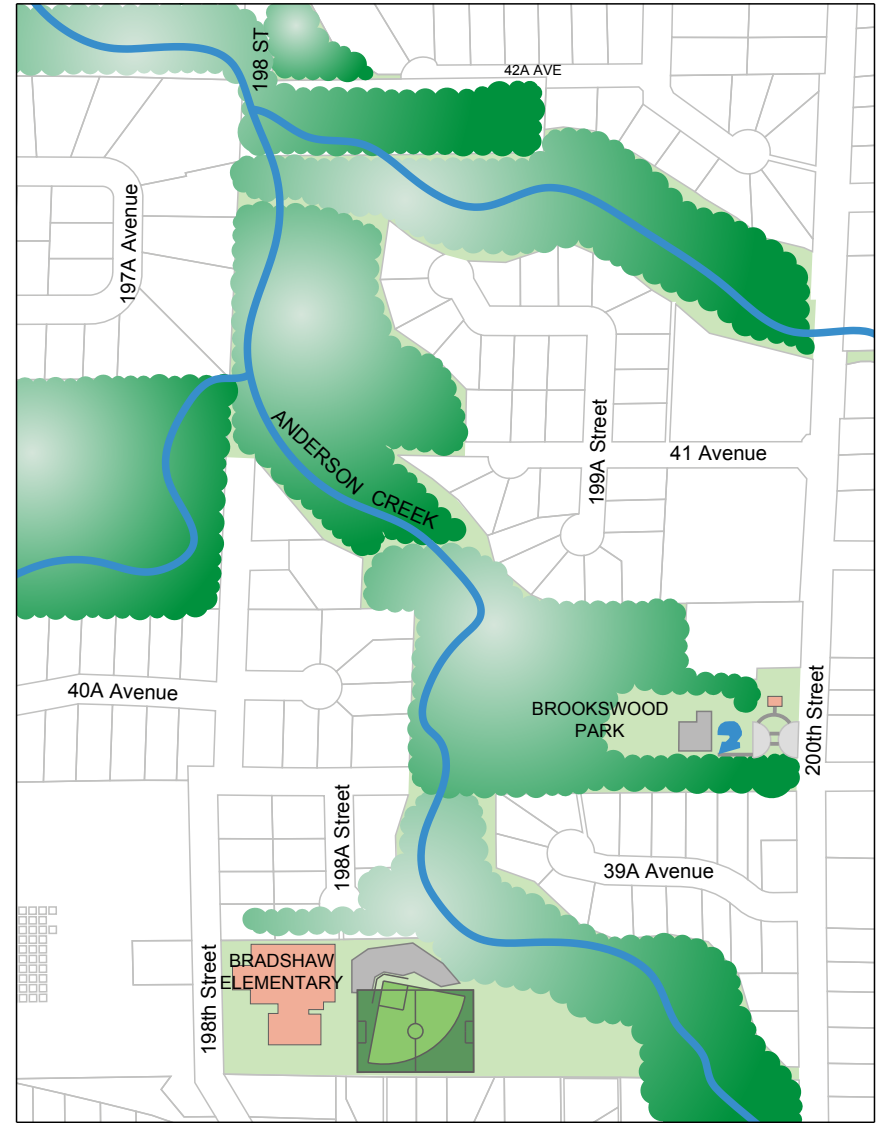 198 ST
42A AVE
197A Avenue
ANDERSON CREEK
199A Street
41 Avenue
40A Avenue
BROOKSWOOD
PARK
200th Street
198A Street
39A Avenue
198th Street
BRADSHAW
ELEMENTARY